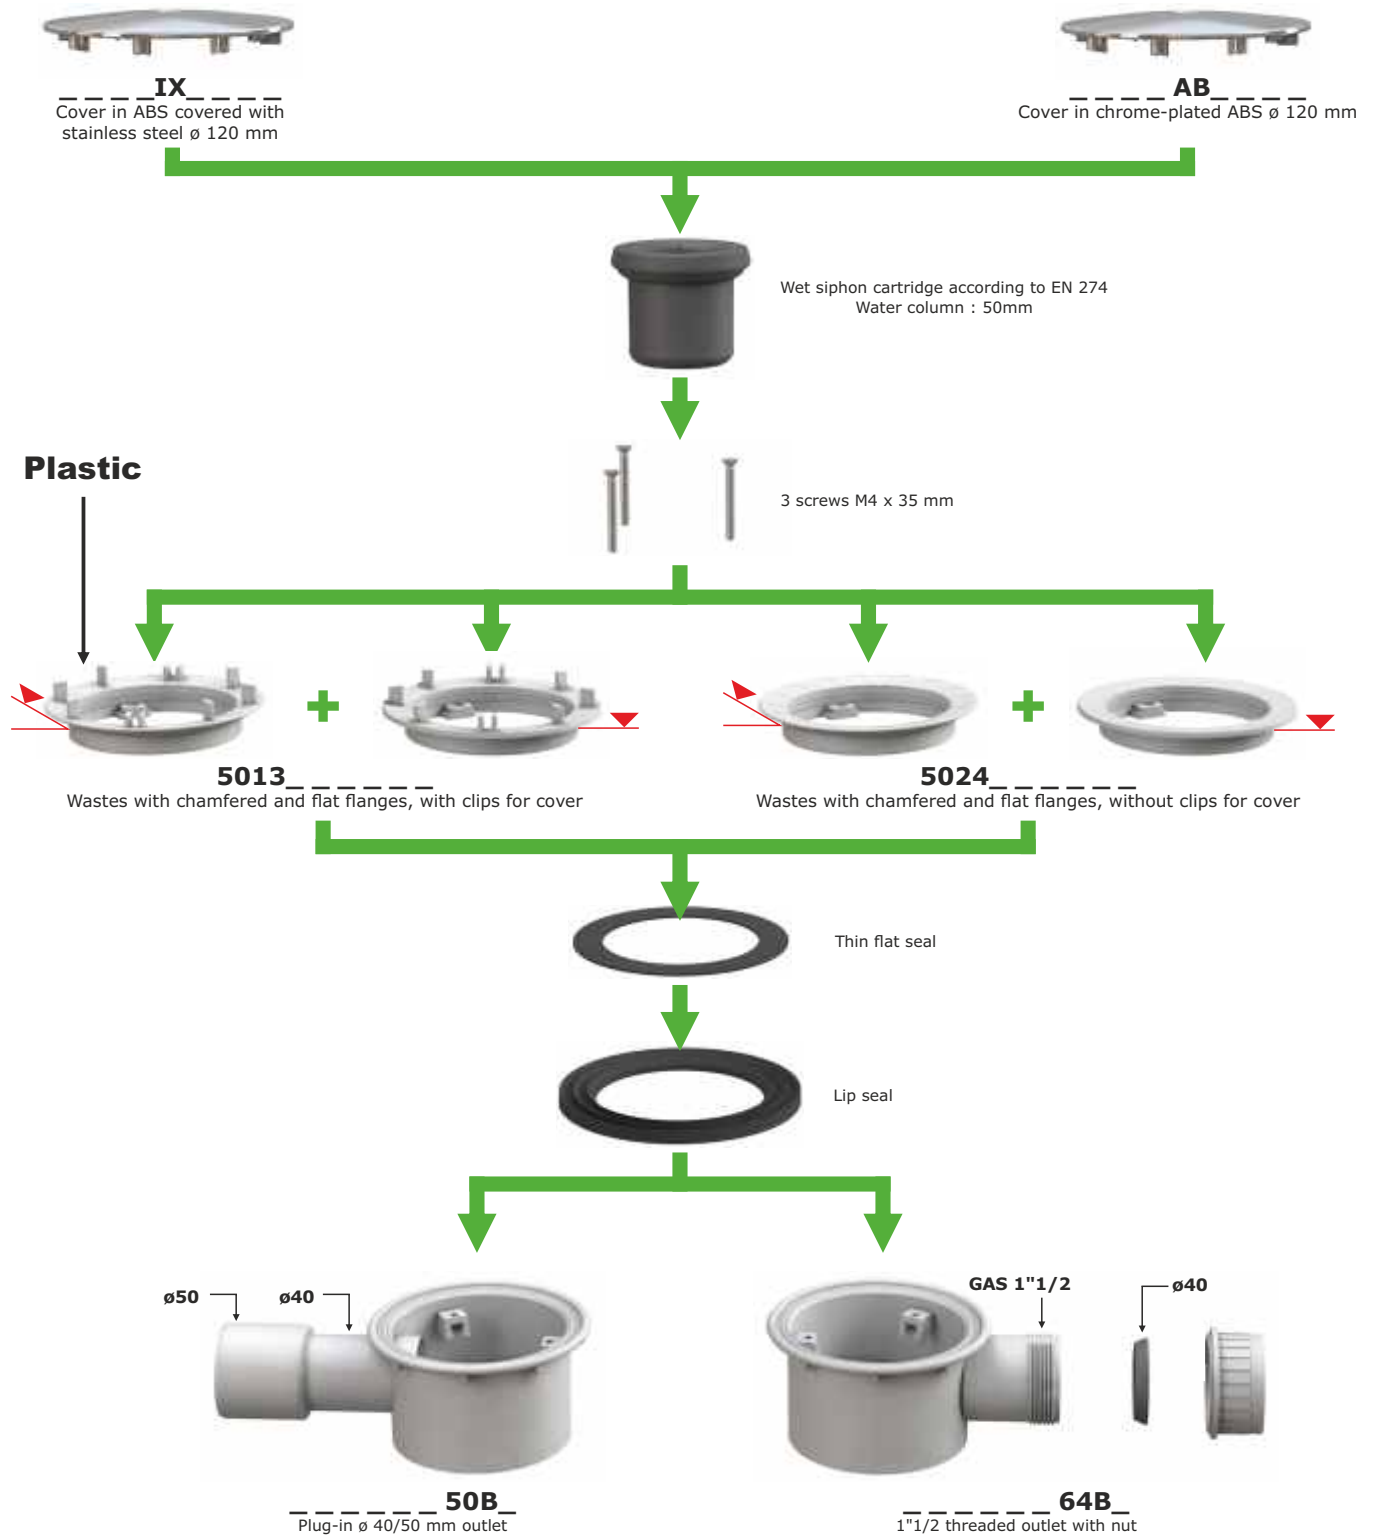 _ _ _ _IX_ _ _ _
Cover in ABS covered with
stainless steel ø 120 mm
_ _ _ _ AB_ _ _ _
Cover in chrome-plated ABS ø 120 mm
Wet siphon cartridge according to EN 274
Water column : 50mm
Plastic
3 screws M4 x 35 mm
5013_ _ _ _ _ _
Wastes with chamfered and flat flanges, with clips for cover
5024_ _ _ _ _ _
Wastes with chamfered and flat flanges, without clips for cover
Thin flat seal
Lip seal
ø50
ø40
GAS 1"1/2
ø40
_ _ _ _ _ _ 50B_
Plug-in ø 40/50 mm outlet
_ _ _ _ _ _ 64B_
1"1/2 threaded outlet with nut